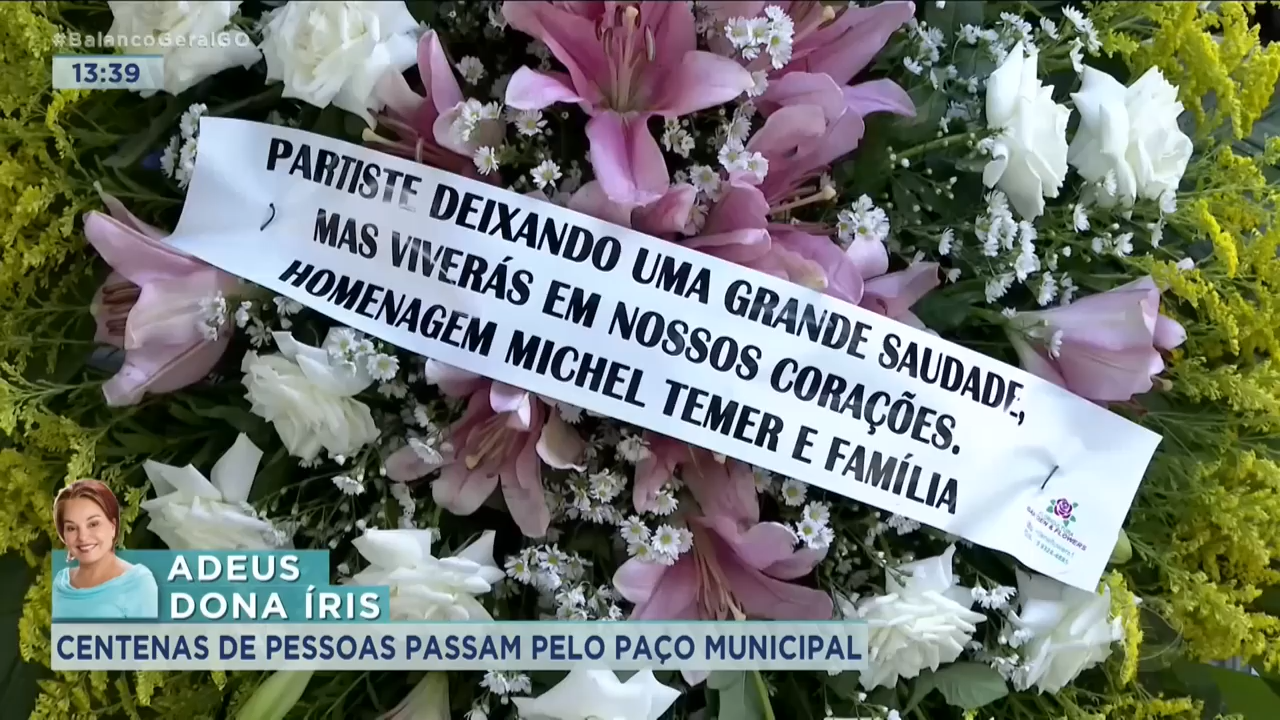 #BalancoGeralGO
13:39
PARTISTE DEIXANDO UMA GRANDE SAUDADE,
MAS VIVERÁS EM NOSSOS CORAÇÕES.
HOMENAGEM MICHEL TEMER E FAMÍLIA
& FLOWERS
ADEUS
DONA ÍRIS
CENTENAS DE PESSOAS PASSAM PELO PAÇO MUNICIPAL